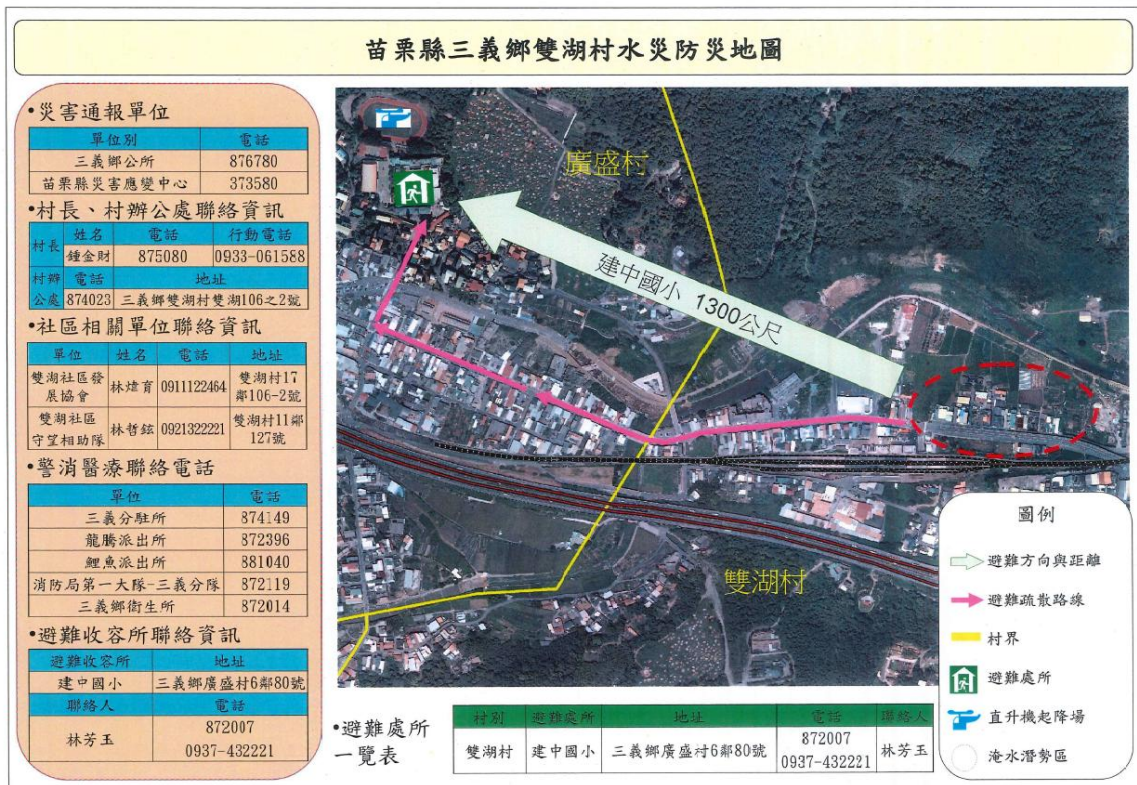 苗栗縣三義鄉雙湖村水災防災地圖
•災害通報單位
單位別 電話
三義鄉公所 876780
苗栗縣災害應變中心 373580
•村長、村辦公處聯絡資訊
村長 姓名 電話 行動電話
鍾金財 875080 0933-061588
村辦公處 電話 地址
874023 三義鄉雙湖村雙湖106之2號
•社區相關單位聯絡資訊
單位 姓名 電話 地址
雙湖社區發展協會 林煒育 0911122464 雙湖村17鄰106-2號
雙湖社區守望相助隊 林哲鉉 0921322221 雙湖村11鄰127號
•警消醫療聯絡電話
單位 電話
三義分駐所 874149
龍騰派出所 872396
鯉魚派出所 881040
消防局第一大隊-三義分隊 872119
三義鄉衛生所 872014
•避難收容所聯絡資訊
避難收容所 地址
建中國小 三義鄉廣盛村6鄰80號
聯絡人 電話
林芳玉 872007
0937-432221
廣盛村
建中國小 1300公尺
雙湖村
圖例
避難方向與距離
避難疏散路線
村界
避難處所
直升機起降場
淹水潛勢區
•避難處所
一覽表
村別 避難處所 地址 電話 聯絡人
雙湖村 建中國小 三義鄉廣盛村6鄰80號 872007 林芳玉
0937-432221